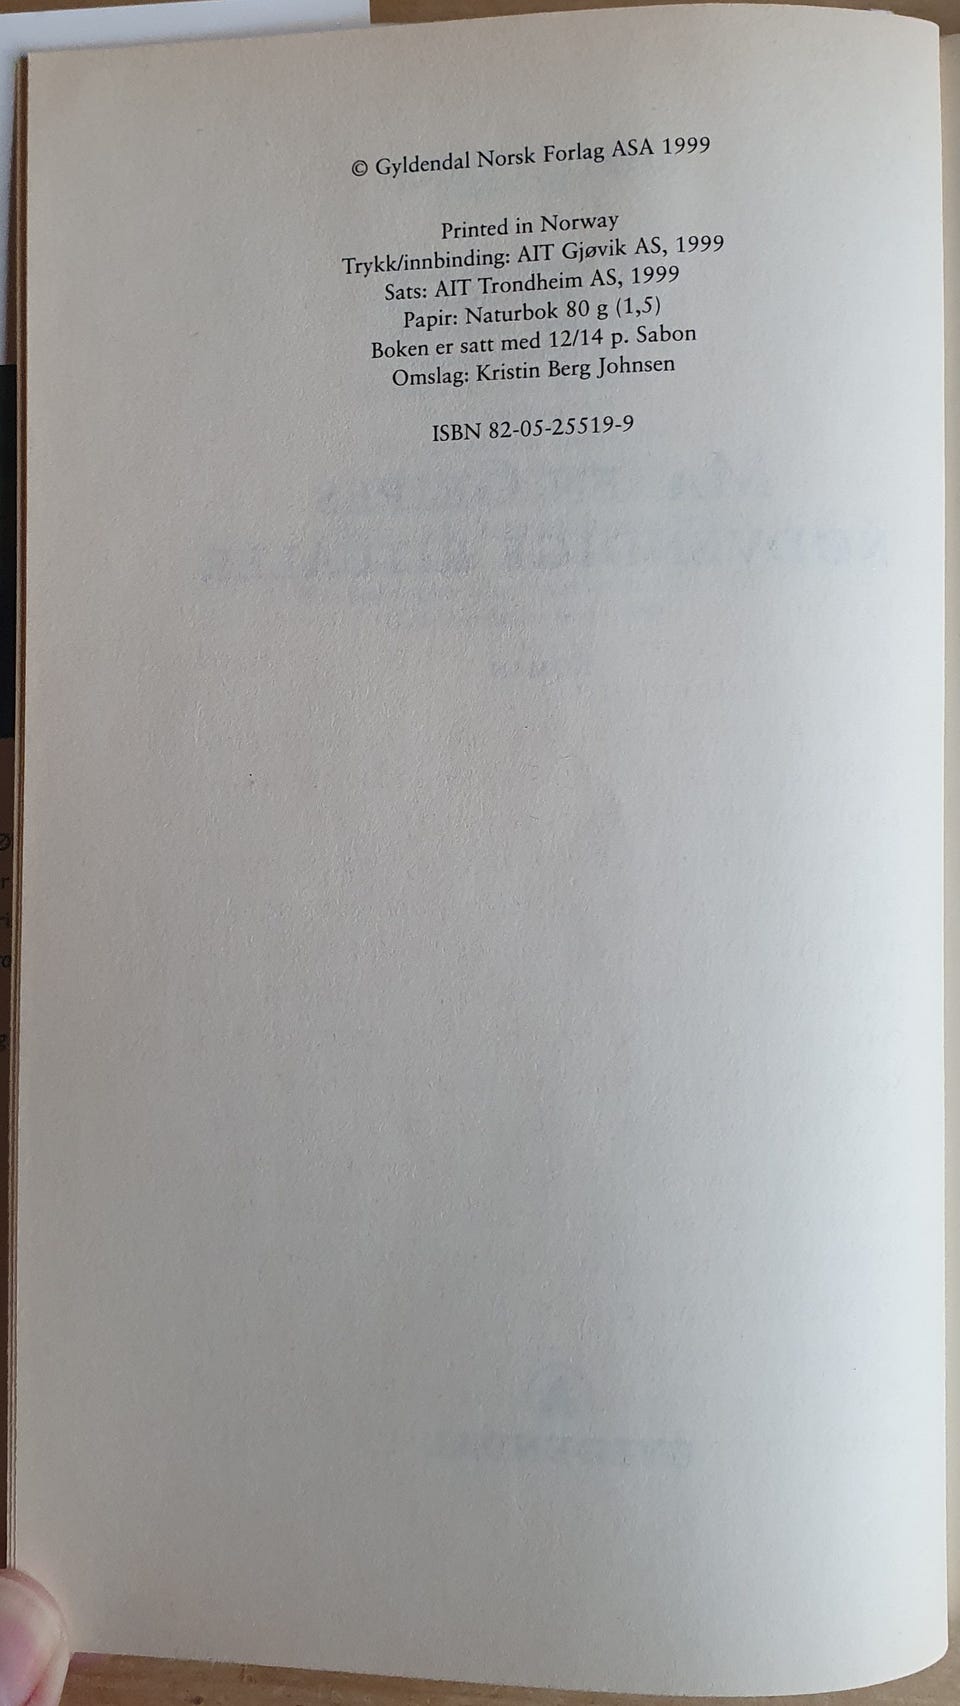 © Gyldendal Norsk Forlag ASA 1999
Printed in Norway
Trykk/innbinding: AIT Gjøvik AS, 1999
Sats: AIT Trondheim AS, 1999
Papir: Naturbok 80 g (1,5)
Boken er satt med 12/14 p. Sabon
Omslag: Kristin Berg Johnsen
ISBN 82-05-25519-9